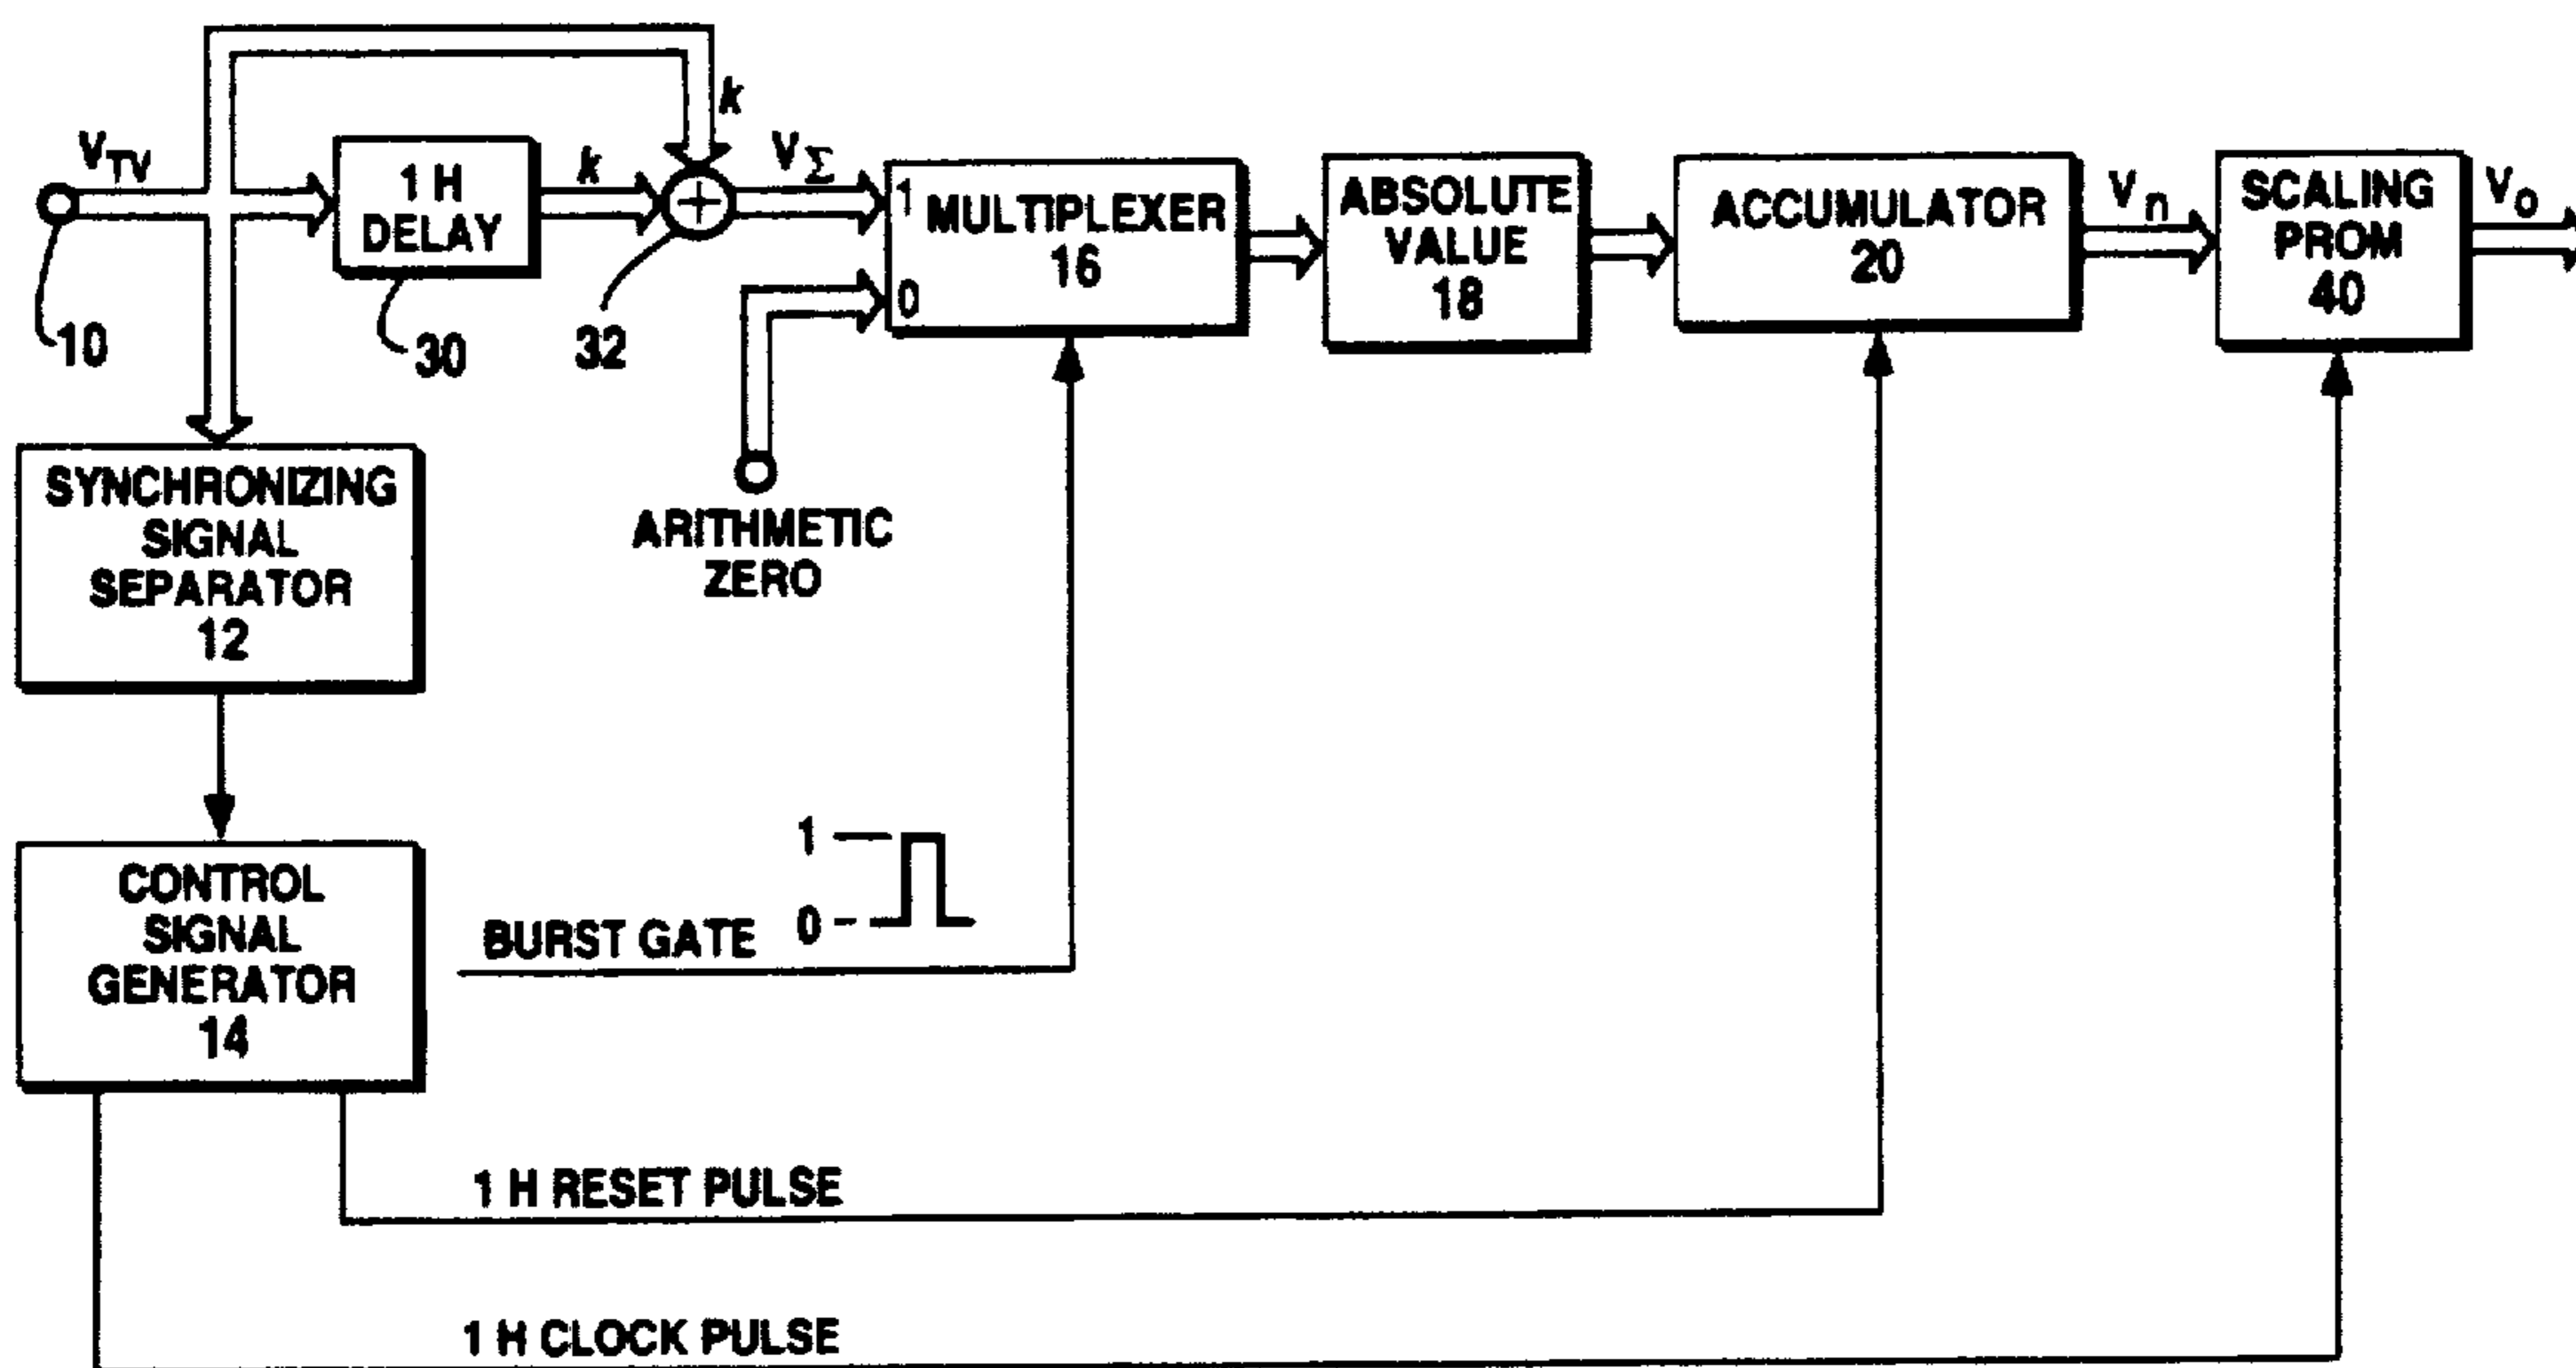 k
V_TV
1 H
DELAY
k
V_Σ
1
MULTIPLEXER
16
0
ABSOLUTE
VALUE
18
ACCUMULATOR
20
V_n
SCALING
PROM
40
V_o
10
30
32
SYNCHRONIZING
SIGNAL
SEPARATOR
12
ARITHMETIC
ZERO
CONTROL
SIGNAL
GENERATOR
14
BURST GATE
1
0
1 H RESET PULSE
1 H CLOCK PULSE